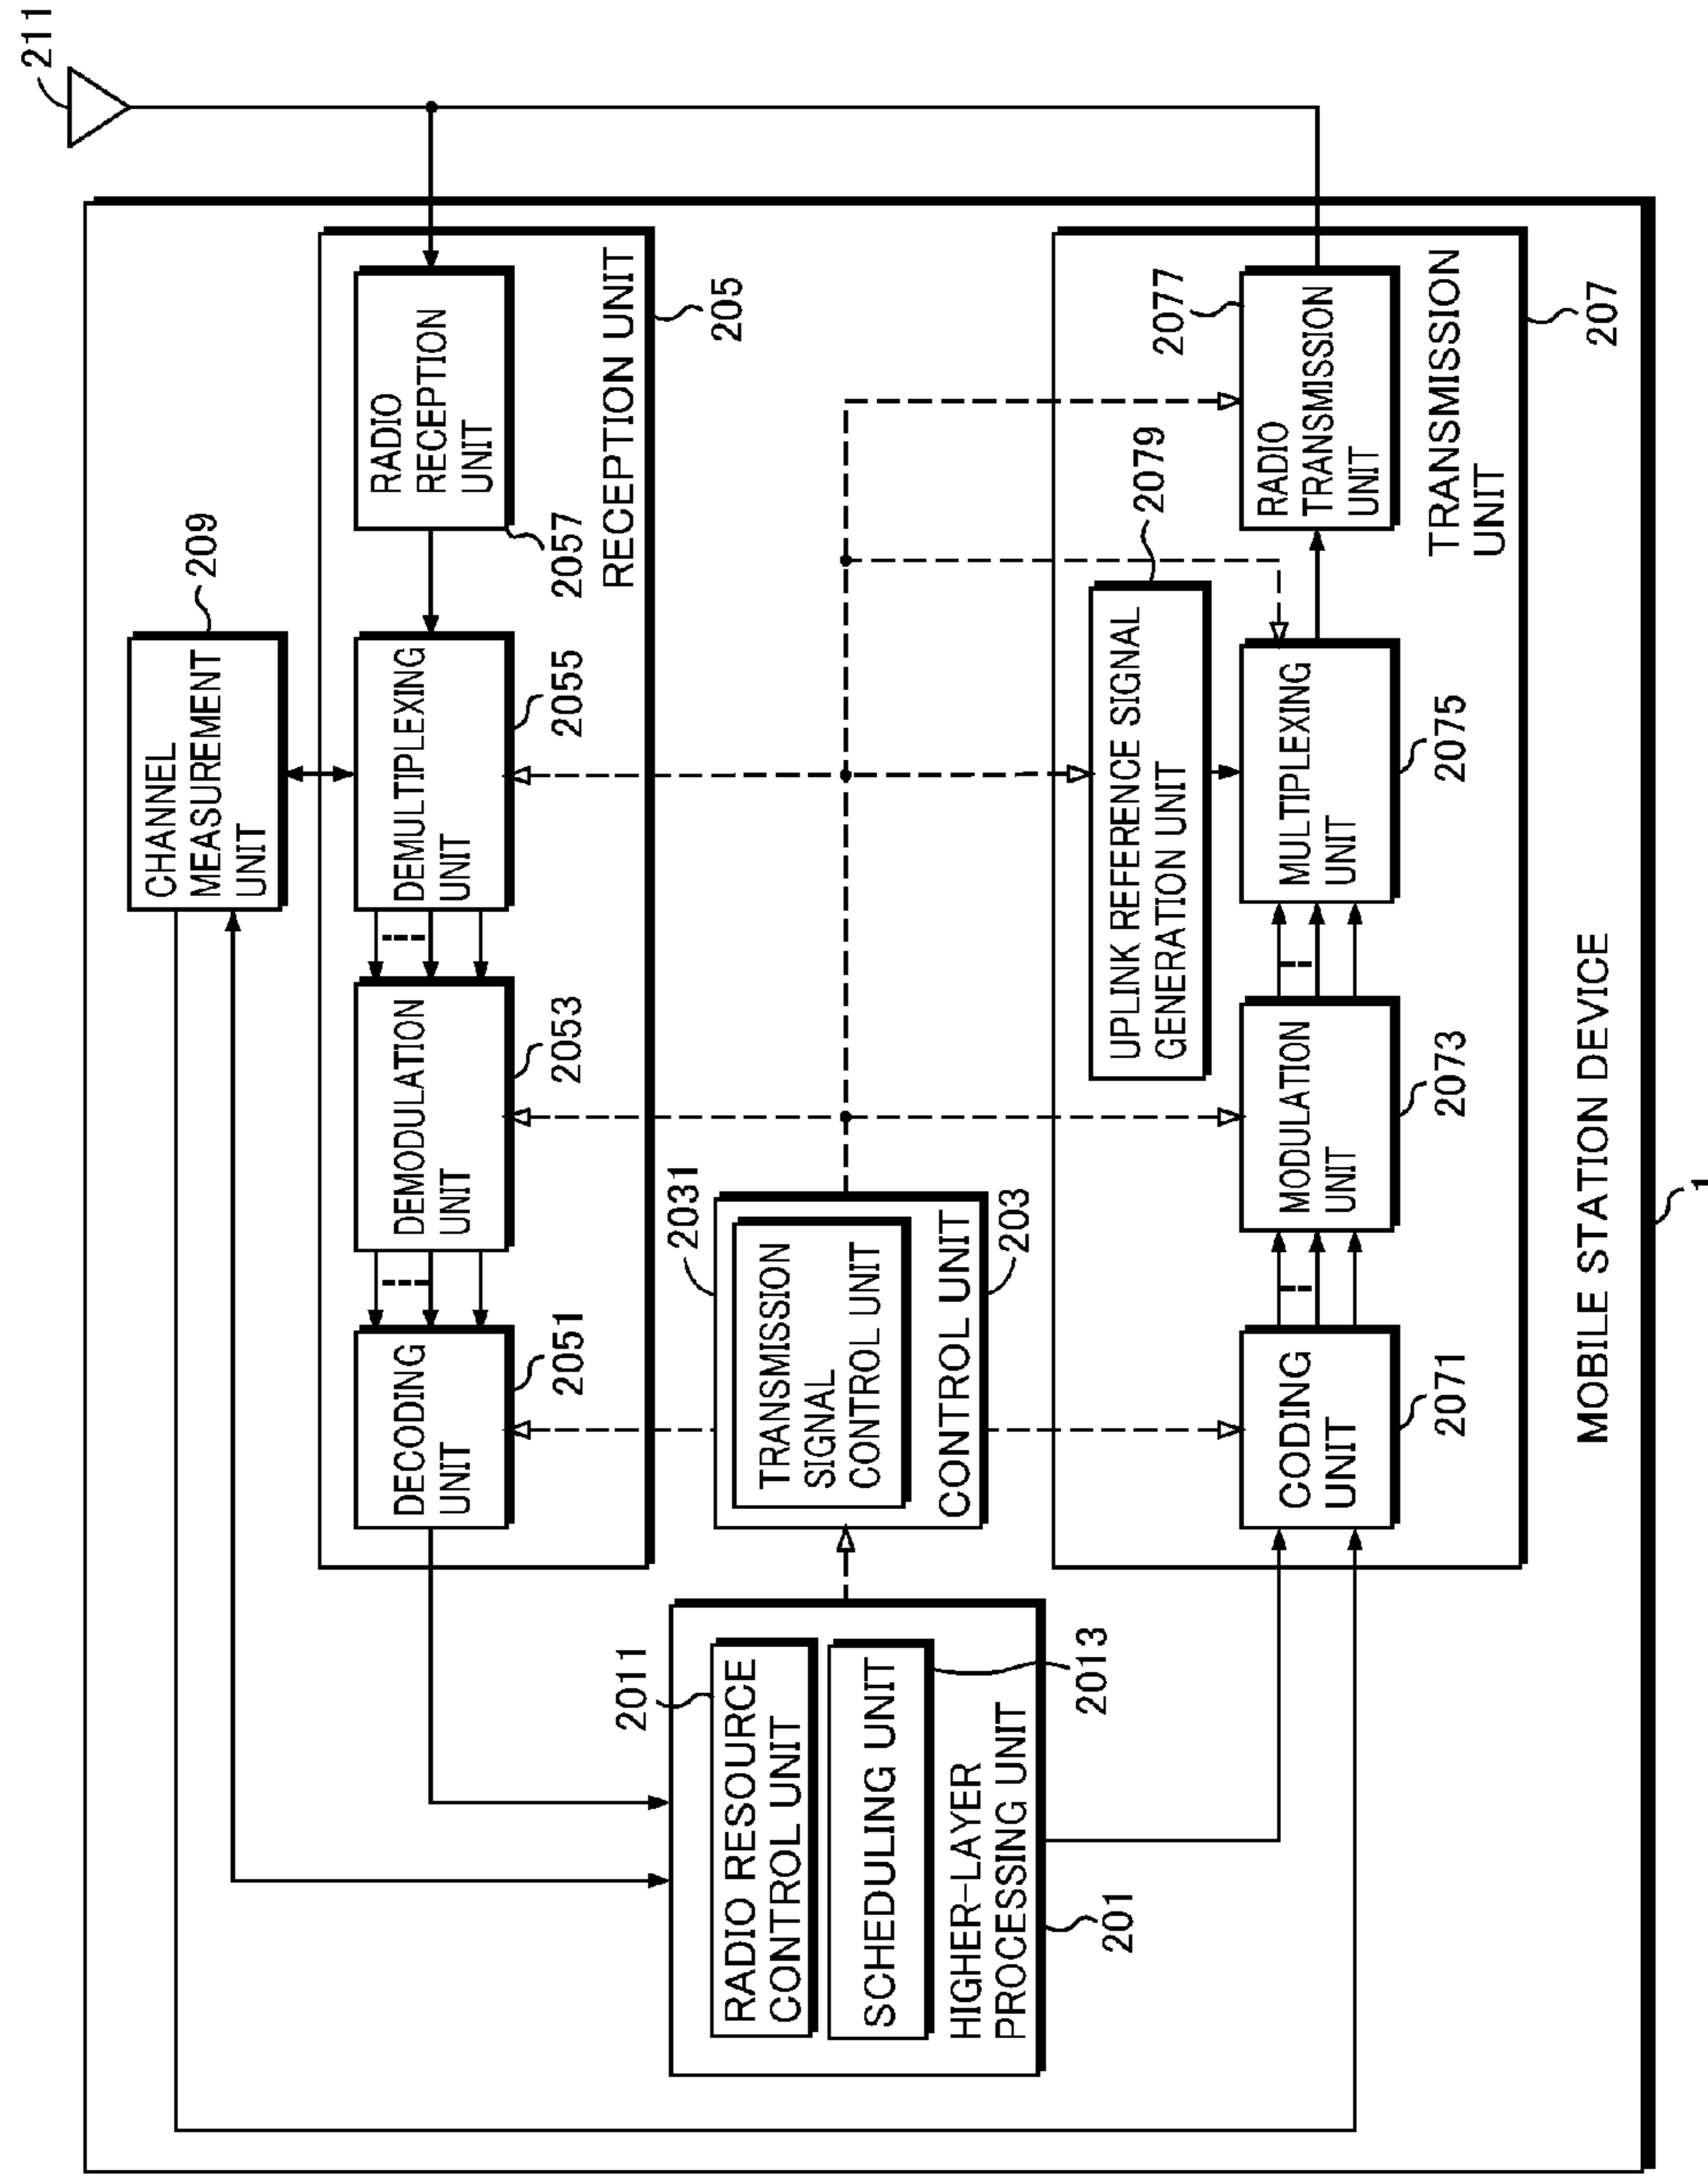 211
CHANNEL
MEASUREMENT
UNIT
209
DECODING
UNIT
2051
DEMODULATION
UNIT
2053
DEMULTIPLEXING
UNIT
2055
RADIO
RECEPTION
UNIT
2057
RECEPTION UNIT
205
RADIO RESOURCE
CONTROL UNIT
2011
SCHEDULING UNIT
2013
HIGHER-LAYER
PROCESSING UNIT
201
TRANSMISSION
SIGNAL
CONTROL UNIT
2031
CONTROL UNIT
203
UPLINK REFERENCE SIGNAL
GENERATION UNIT
2079
CODING
UNIT
2071
MODULATION
UNIT
2073
MULTIPLEXING
UNIT
2075
RADIO
TRANSMISSION
UNIT
2077
TRANSMISSION
UNIT
207
MOBILE STATION DEVICE
1